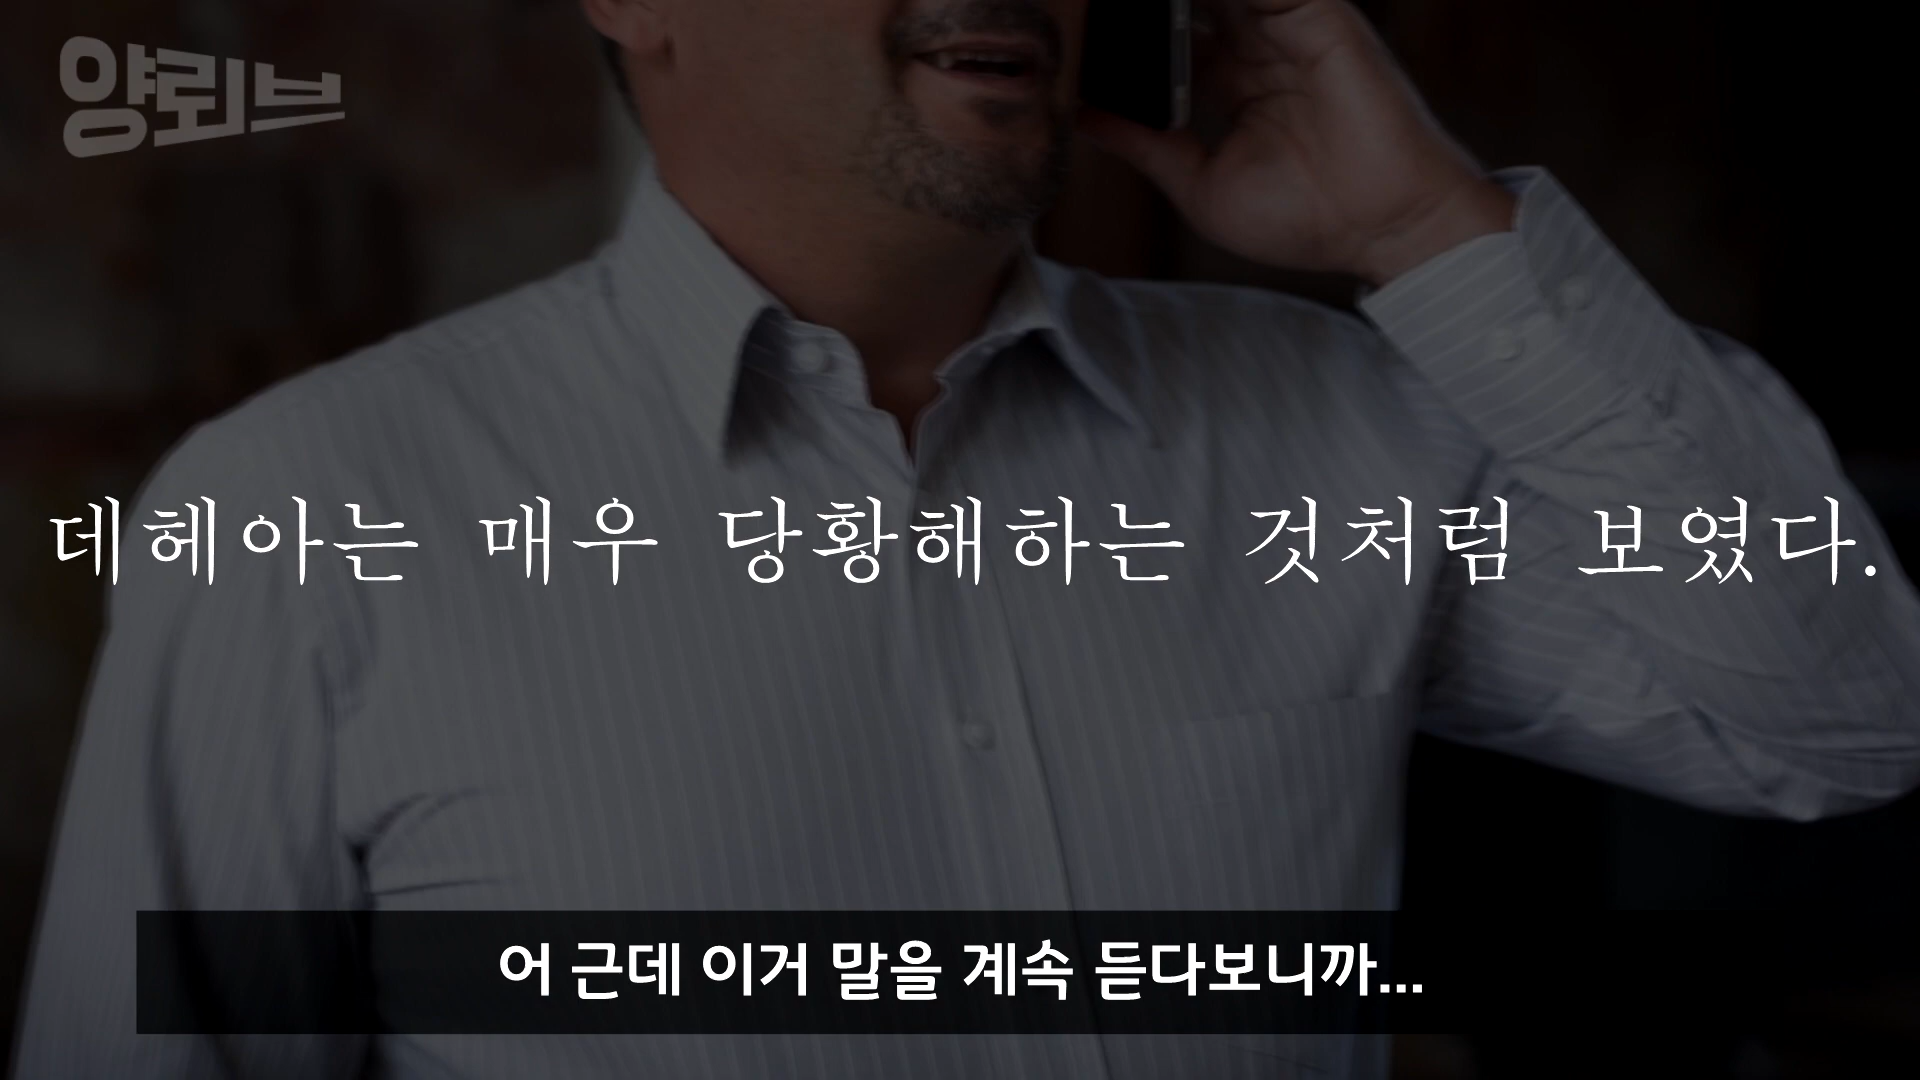 양뢰브
데헤아는 매우 당황해하는 것처럼 보였다.
어 근데 이거 말을 계속 듣다보니까...